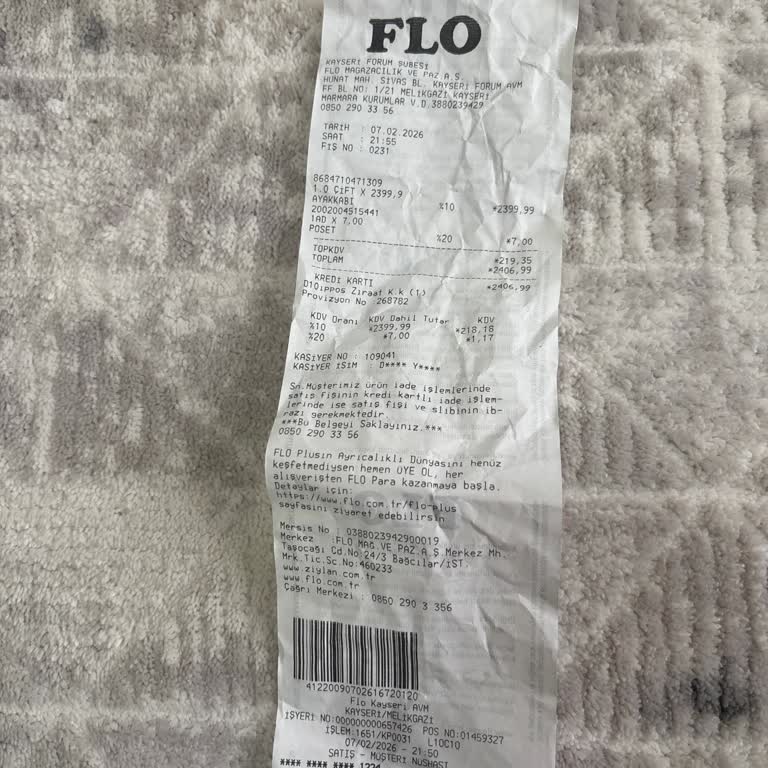 FLO
KAYSERİ FORUM ŞUBESİ
FLO MAGAZACILIK VE PAZ.A.Ş.
HUNAT MAH. SİVAS BL. KAYSERİ FORUM AVM
FF BL NO: 1/21 MELİKGAZİ KAYSERİ
MARMARA KURUMLAR V.D.3880239429
0850 290 33 56
TARİH : 07.02.2026
SAAT : 21:55
FİŞ NO : 0231
8684710471309
1.0 ÇİFT X 2399,9
AYAKKABI %10 *2399,99
2002004515441
1AD X 7,00
POSET %20 *7,00
TOPKDV *219,35
TOPLAM *2406,99
KREDİ KARTI *2406,99
D10ippos Ziraat K.k (1)
Provizyon No :268782
KDV Oranı KDV Dahil Tutar KDV
%10 *2399,99 *218,18
%20 *7,00 *1,17
KASİYER NO : 109041
KASİYER İSİM : D**** Y****
Sn.Müşterimiz ürün iade işlemlerinde
satış fişinin kredi kartlı iade işlem-
lerinde ise satış fişi ve slibinin ib-
razı gerekmektedir.
***Bu Belgeyi Saklayınız.***
0850 290 33 56
FLO Plusın Ayrıcalıklı Dünyasını henüz
keşfetmediysen hemen ÜYE OL, her
alışverişten FLO Para kazanmaya başla.
Detaylar için:
https://www.flo.com.tr/flo-plus
sayfasını ziyaret edebilirsin
Mersis No : 0388023942900019
Merkez :FLO MAĞ.VE PAZ.A.Ş.Merkez Mh.
Taşocağı Cd.No:24/3 Bağcılar/İST.
Mrk.Tic.Sc.No:460233
www.ziylan.com.tr
www.flo.com.tr
Çağrı Merkezi : 0850 290 3 356
41220090702616720120
Flo Kayseri AVM
KAYSERİ/MELİKGAZİ
İŞYERİ NO:000000000657426 POS NO:01459327
İŞLEM:1651/KP0031 L10C10
07/02/2026 - 21:50
SATIŞ - MÜŞTERİ NÜSHASI
**** **** **** 1224